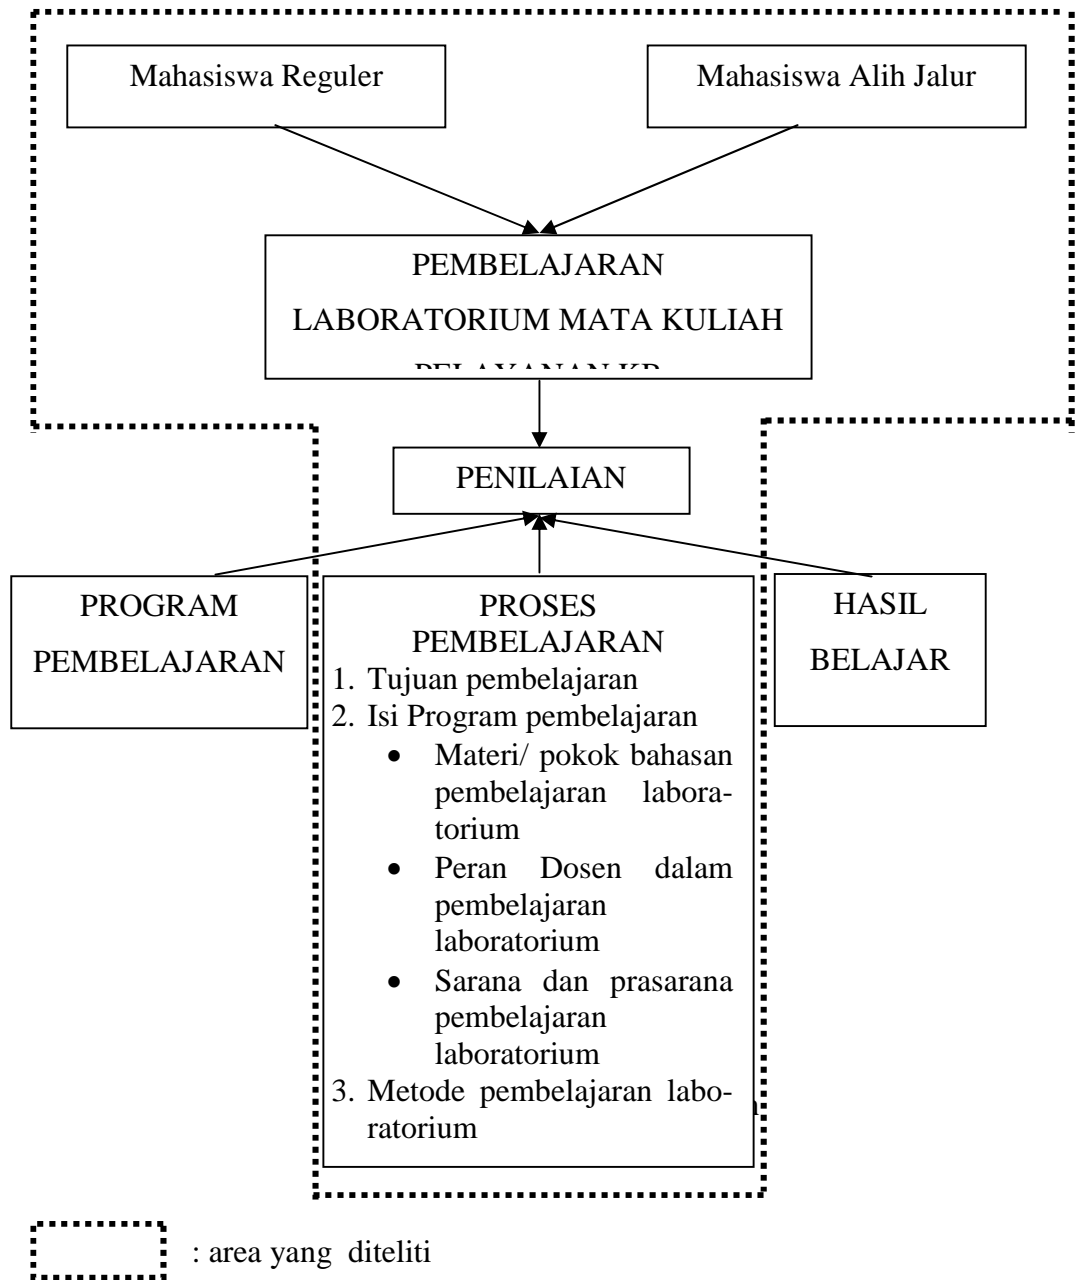 Mahasiswa Reguler
Mahasiswa Alih Jalur
PEMBELAJARAN
LABORATORIUM MATA KULIAH
PELAYANAN KB
PENILAIAN
PROGRAM
PEMBELAJARAN
PROSES
PEMBELAJARAN
1. Tujuan pembelajaran
2. Isi Program pembelajaran
• Materi/ pokok bahasan
pembelajaran labora-
torium
• Peran Dosen dalam
pembelajaran
laboratorium
• Sarana dan prasarana
pembelajaran
laboratorium
3. Metode pembelajaran labo-
ratorium
HASIL
BELAJAR
: area yang diteliti